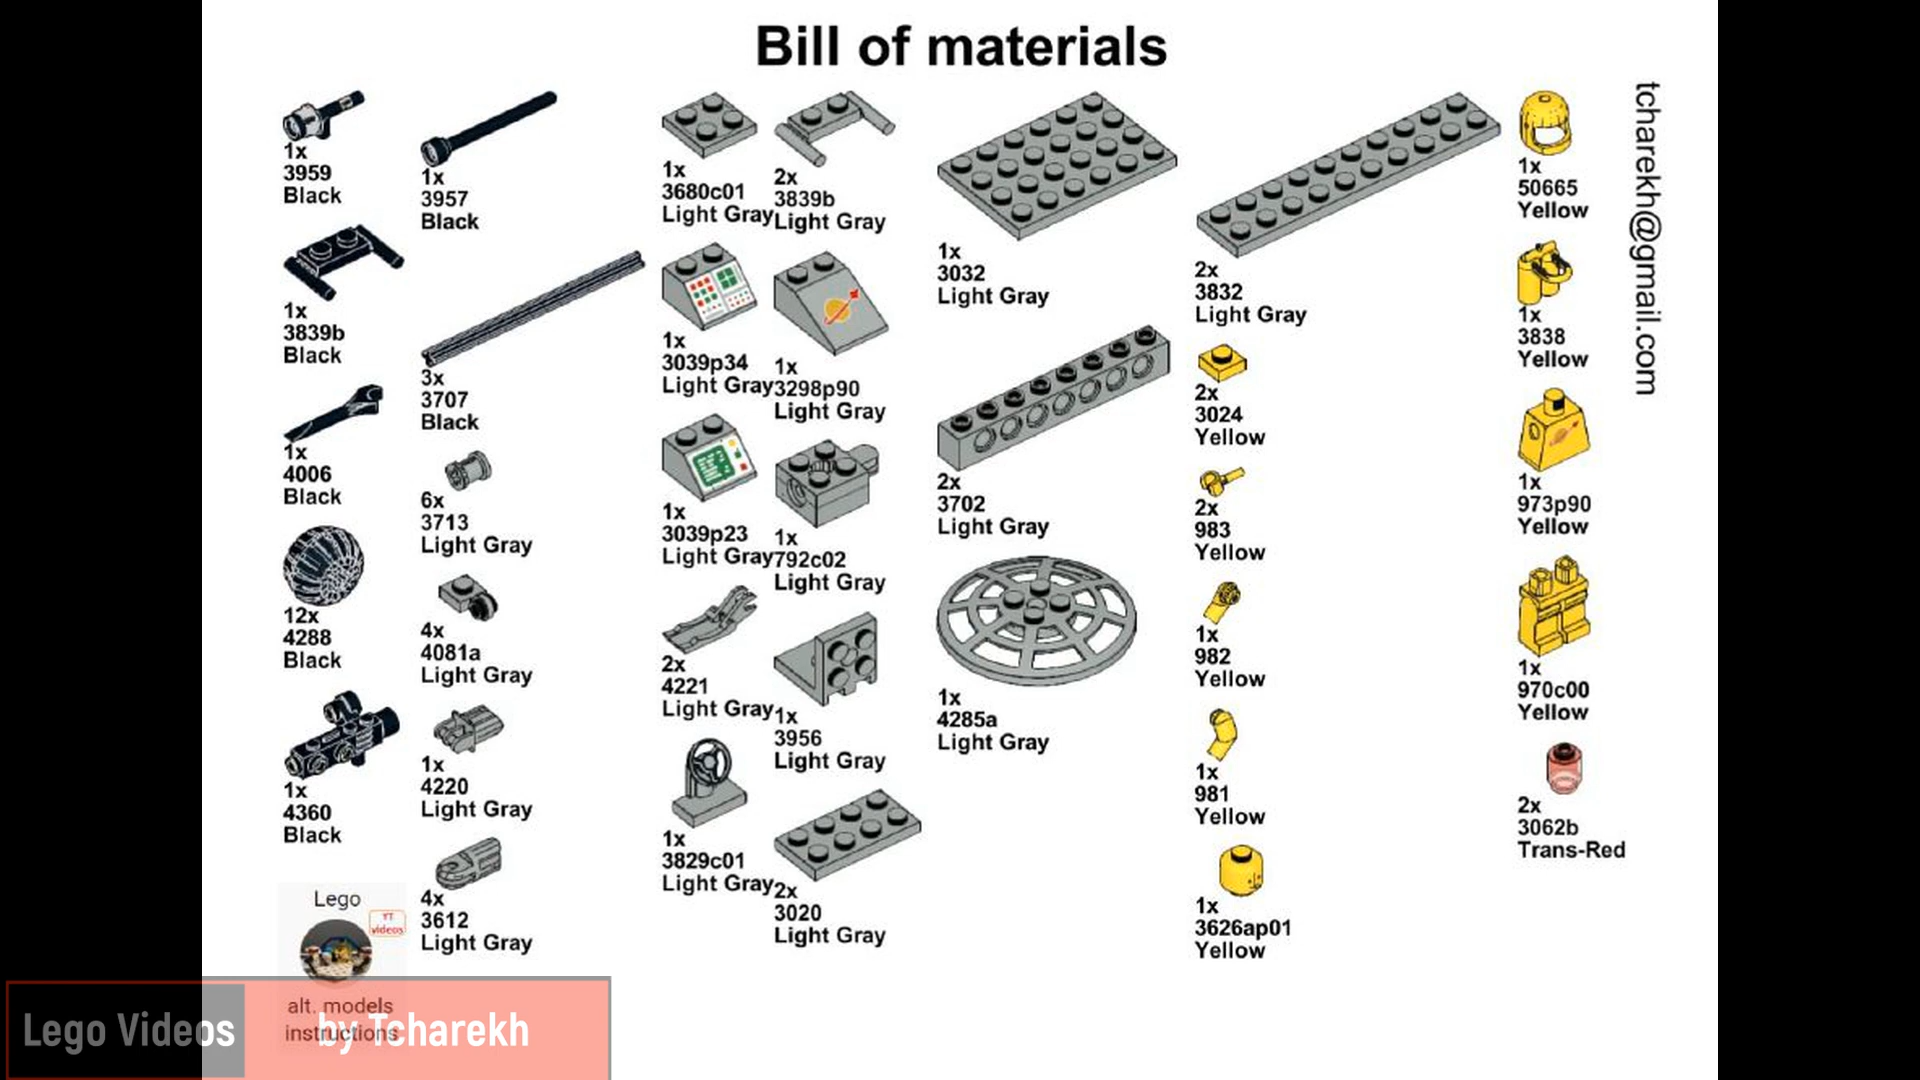 Bill of materials
1x
3959
Black
1x
3839b
Black
1x
4006
Black
12x
4288
Black
1x
4360
Black
1x
3957
Black
3x
3707
Black
6x
3713
Light Gray
4x
4081a
Light Gray
1x
4220
Light Gray
4x
3612
Light Gray
1x
3680c01
Light Gray
1x
3039p34
Light Gray
1x
3039p23
Light Gray
2x
4221
Light Gray
1x
3829c01
Light Gray
2x
3839b
Light Gray
1x
3298p90
Light Gray
1x
792c02
Light Gray
1x
3956
Light Gray
2x
3020
Light Gray
1x
3032
Light Gray
2x
3702
Light Gray
1x
4285a
Light Gray
2x
3832
Light Gray
2x
3024
Yellow
2x
983
Yellow
1x
982
Yellow
1x
981
Yellow
1x
3626ap01
Yellow
1x
50665
Yellow
1x
3838
Yellow
1x
973p90
Yellow
1x
970c00
Yellow
2x
3062b
Trans-Red
tcharekh@gmail.com
Lego
YT
videos
alt. models
instructions
Lego Videos by Tcharekh